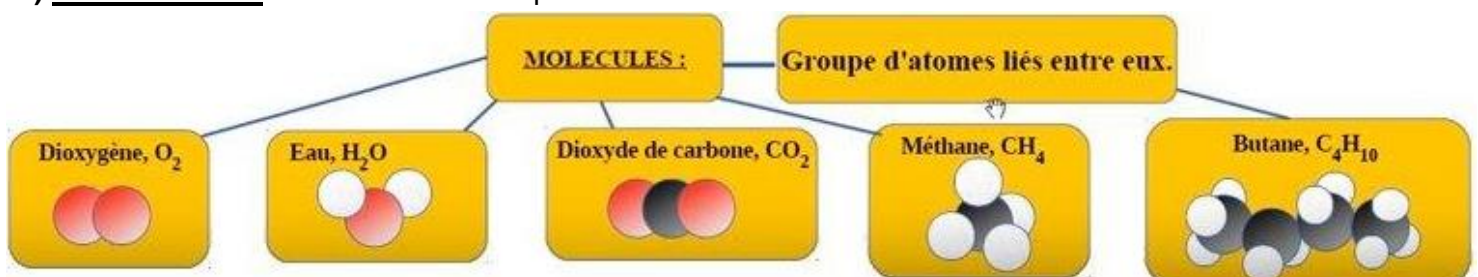 MOLECULES :
Groupe d'atomes liés entre eux.
Dioxygène, O₂
Eau, H₂O
Dioxyde de carbone, CO₂
Méthane, CH₄
Butane, C₄H₁₀